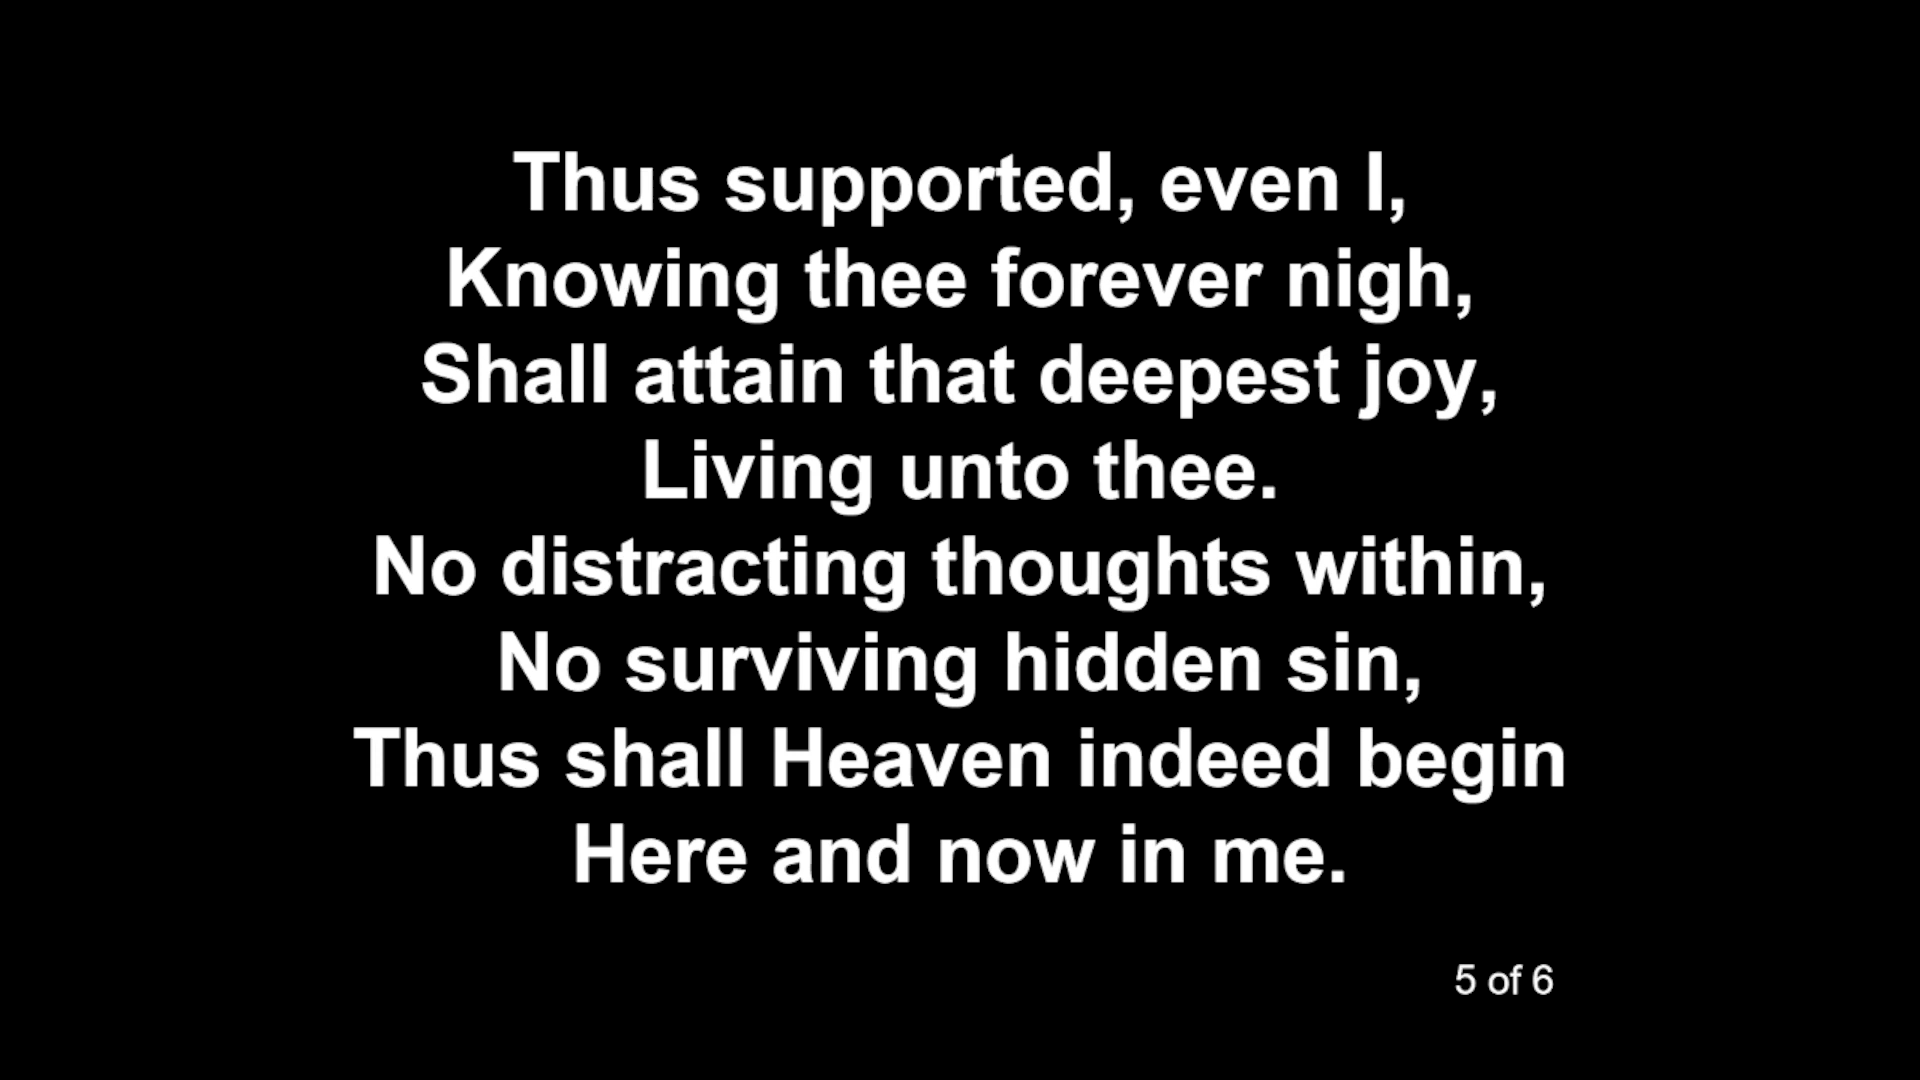 Thus supported, even I,
Knowing thee forever nigh,
Shall attain that deepest joy,
Living unto thee.
No distracting thoughts within,
No surviving hidden sin,
Thus shall Heaven indeed begin
Here and now in me.
5 of 6